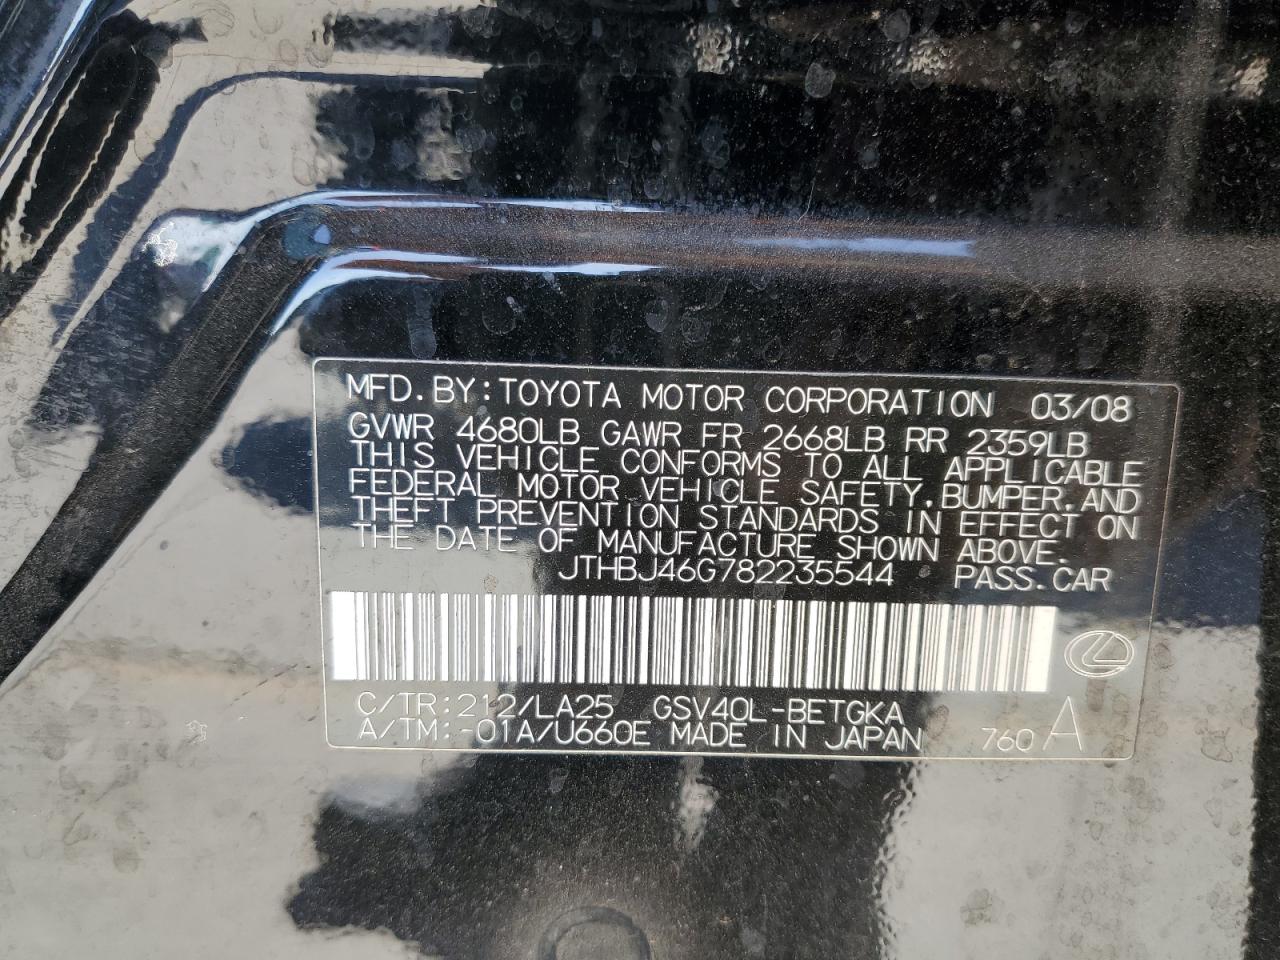 MFD. BY: TOYOTA MOTOR CORPORATION 03/08
GVWR 4680LB GAWR FR 2668LB RR 2359LB
THIS VEHICLE CONFORMS TO ALL APPLICABLE
FEDERAL MOTOR VEHICLE SAFETY, BUMPER, AND
THEFT PREVENTION STANDARDS IN EFFECT ON
THE DATE OF MANUFACTURE SHOWN ABOVE.
JTHBJ46G782235544 PASS.CAR
C/TR:212/LA25 GSV40L-BETGKA
A/TM:-01A/U660E MADE IN JAPAN 760 A